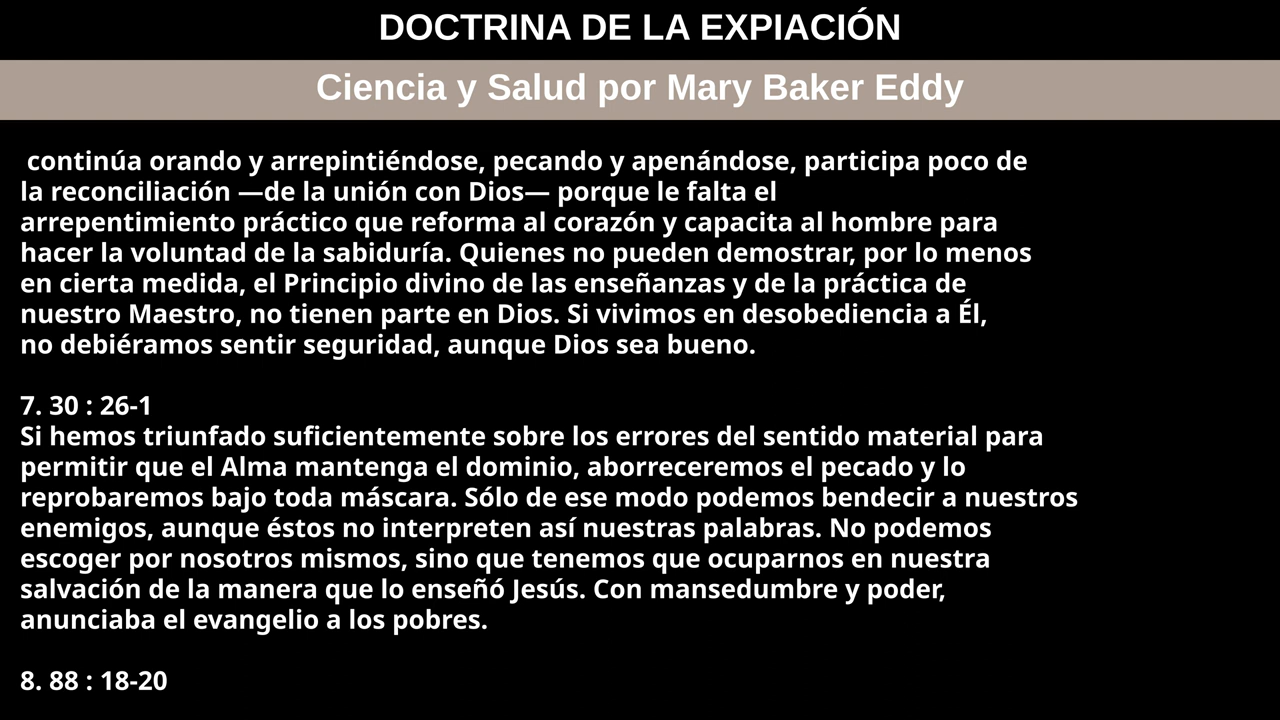 DOCTRINA DE LA EXPIACIÓN
Ciencia y Salud por Mary Baker Eddy
continúa orando y arrepintiéndose, pecando y apenándose, participa poco de
la reconciliación —de la unión con Dios— porque le falta el
arrepentimiento práctico que reforma al corazón y capacita al hombre para
hacer la voluntad de la sabiduría. Quienes no pueden demostrar, por lo menos
en cierta medida, el Principio divino de las enseñanzas y de la práctica de
nuestro Maestro, no tienen parte en Dios. Si vivimos en desobediencia a Él,
no debiéramos sentir seguridad, aunque Dios sea bueno.
7. 30 : 26-1
Si hemos triunfado suficientemente sobre los errores del sentido material para
permitir que el Alma mantenga el dominio, aborreceremos el pecado y lo
reprobaremos bajo toda máscara. Sólo de ese modo podemos bendecir a nuestros
enemigos, aunque éstos no interpreten así nuestras palabras. No podemos
escoger por nosotros mismos, sino que tenemos que ocuparnos en nuestra
salvación de la manera que lo enseñó Jesús. Con mansedumbre y poder,
anunciaba el evangelio a los pobres.
8. 88 : 18-20